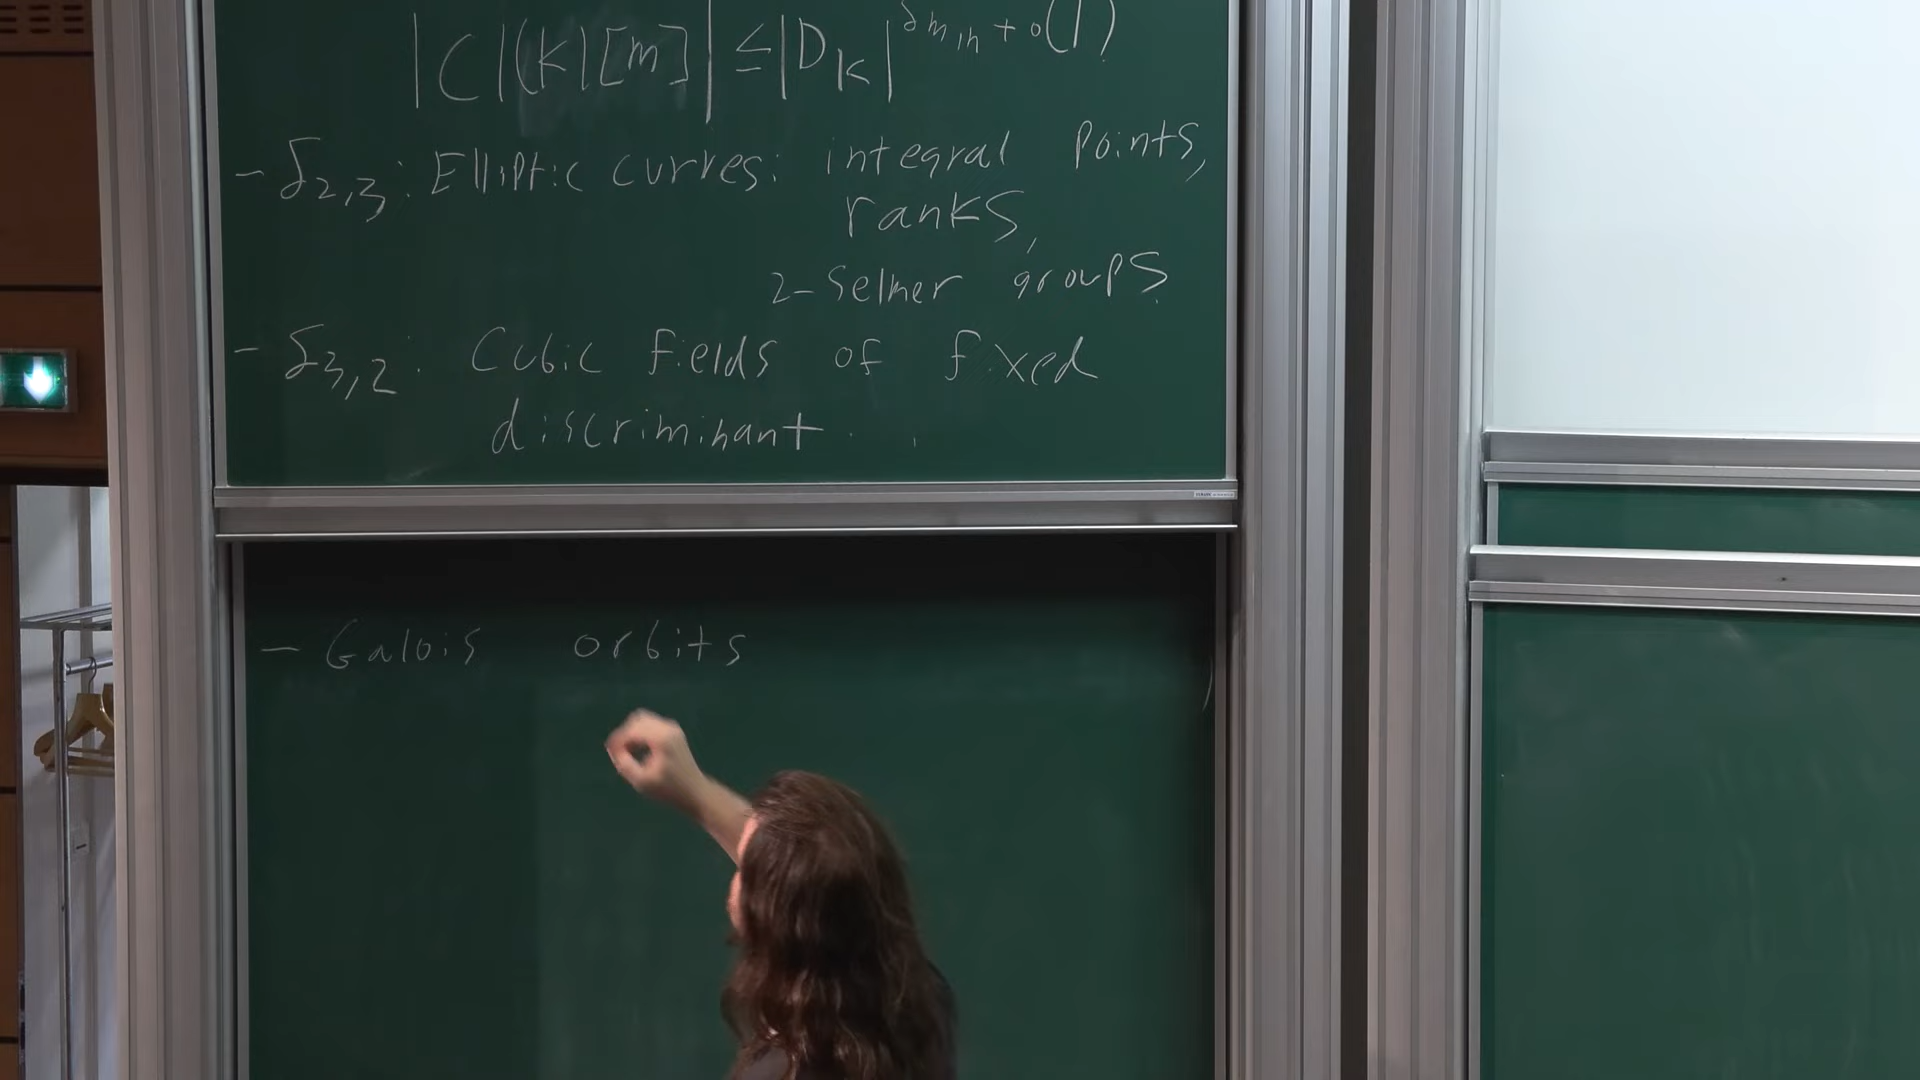 |Cl(K)[m]| ≤ |D_K|^{δ_{m,n} + o(1)}
- δ_{2,3}: Elliptic curves: integral points,
ranks,
2-Selmer groups
- δ_{3,2}: Cubic fields of fixed
discriminant.
- Galois orbits